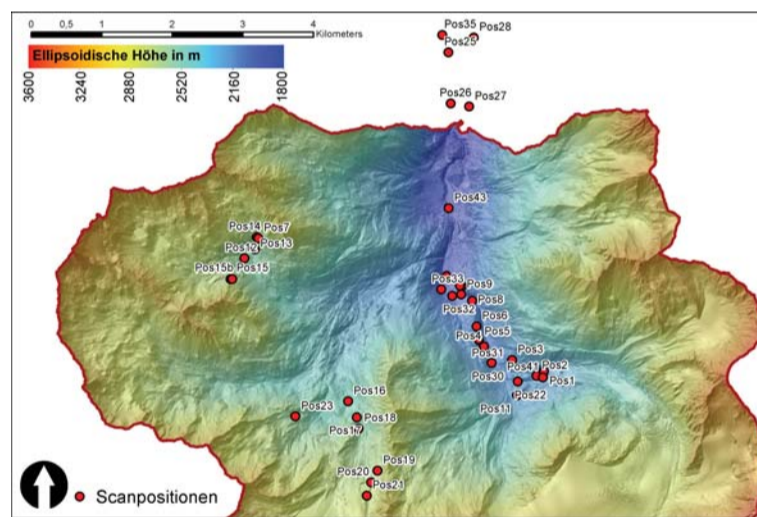 0 0,5 1 2 3 4
Kilometers
Ellipsoidische Höhe in m
3600 3240 2880 2520 2160 1800
Pos35
Pos28
Pos25
Pos26
Pos27
Pos43
Pos14
Pos7
Pos13
Pos12
Pos15b
Pos15
Pos33
Pos9
Pos8
Pos32
Pos6
Pos5
Pos4
Pos31
Pos3
Pos2
Pos41
Pos30
Pos1
Pos22
Pos11
Pos16
Pos23
Pos18
Pos17
Pos19
Pos20
Pos21
Scanpositionen